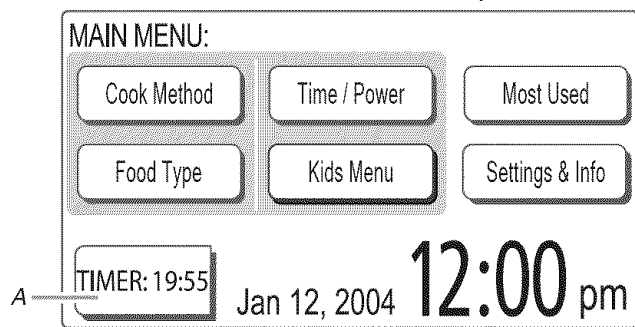 MAIN MENU:
Cook Method Time / Power Most Used
Food Type Kids Menu Settings & Info
A TIMER: 19:55 Jan 12, 2004 12:00 pm